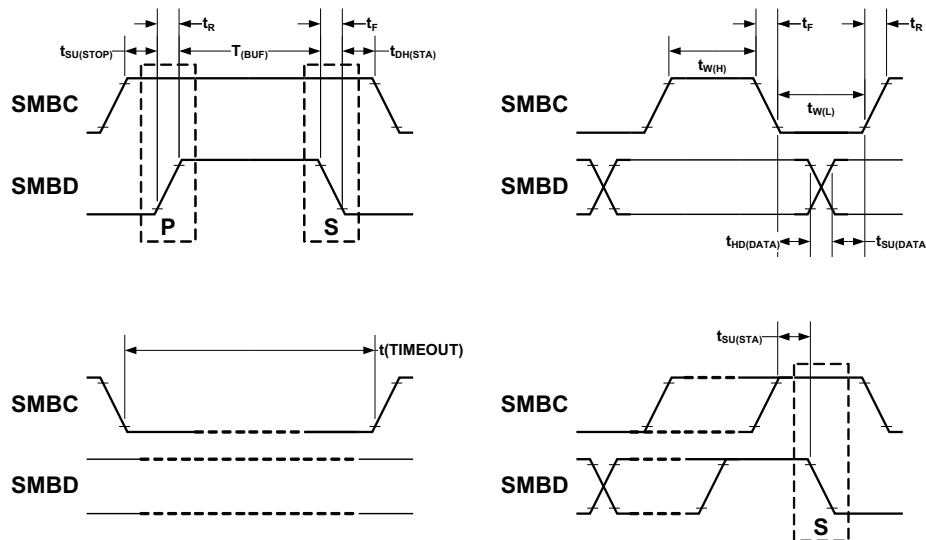 tR
tF
tSU(STOP)
T(BUF)
tDH(STA)
SMBC
SMBD
P
S
tF
tR
tW(H)
SMBC
tW(L)
SMBD
tHD(DATA)
tSU(DATA
t(TIMEOUT)
SMBC
SMBD
tSU(STA)
SMBC
SMBD
S